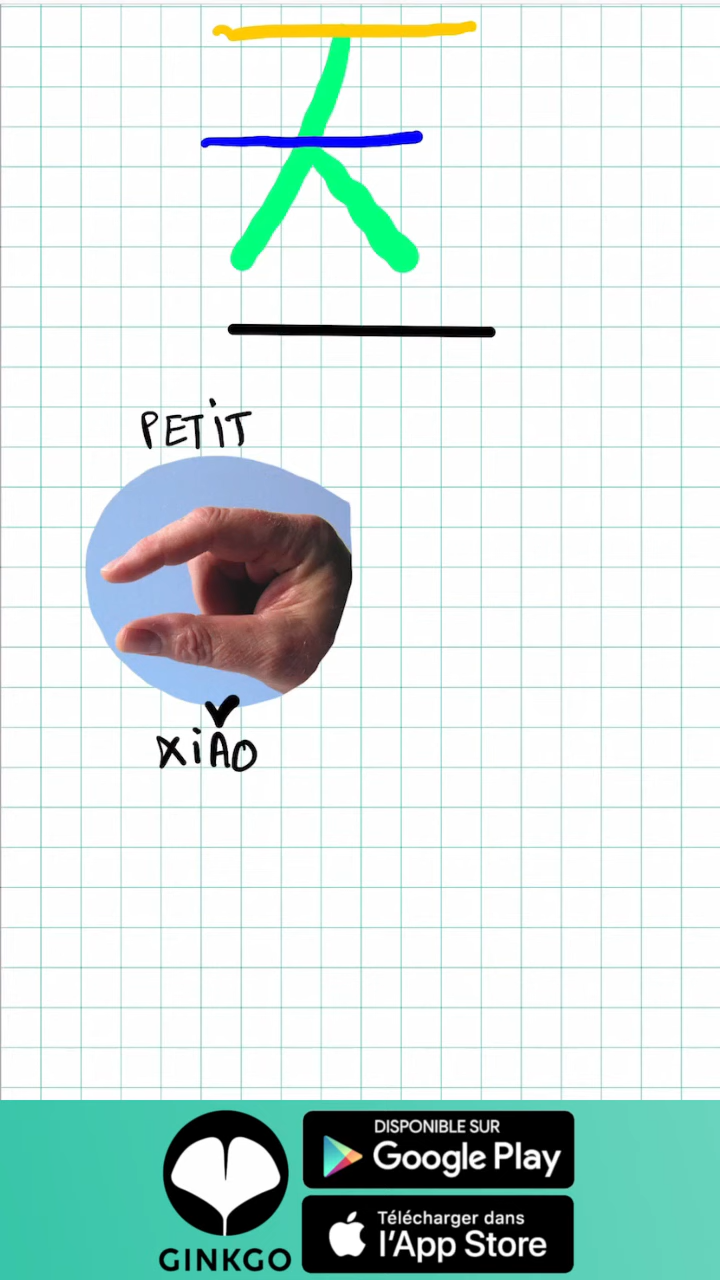 天
PETiT
XiǍO
DISPONIBLE SUR
Google Play
GINKGO
Télécharger dans
l'App Store